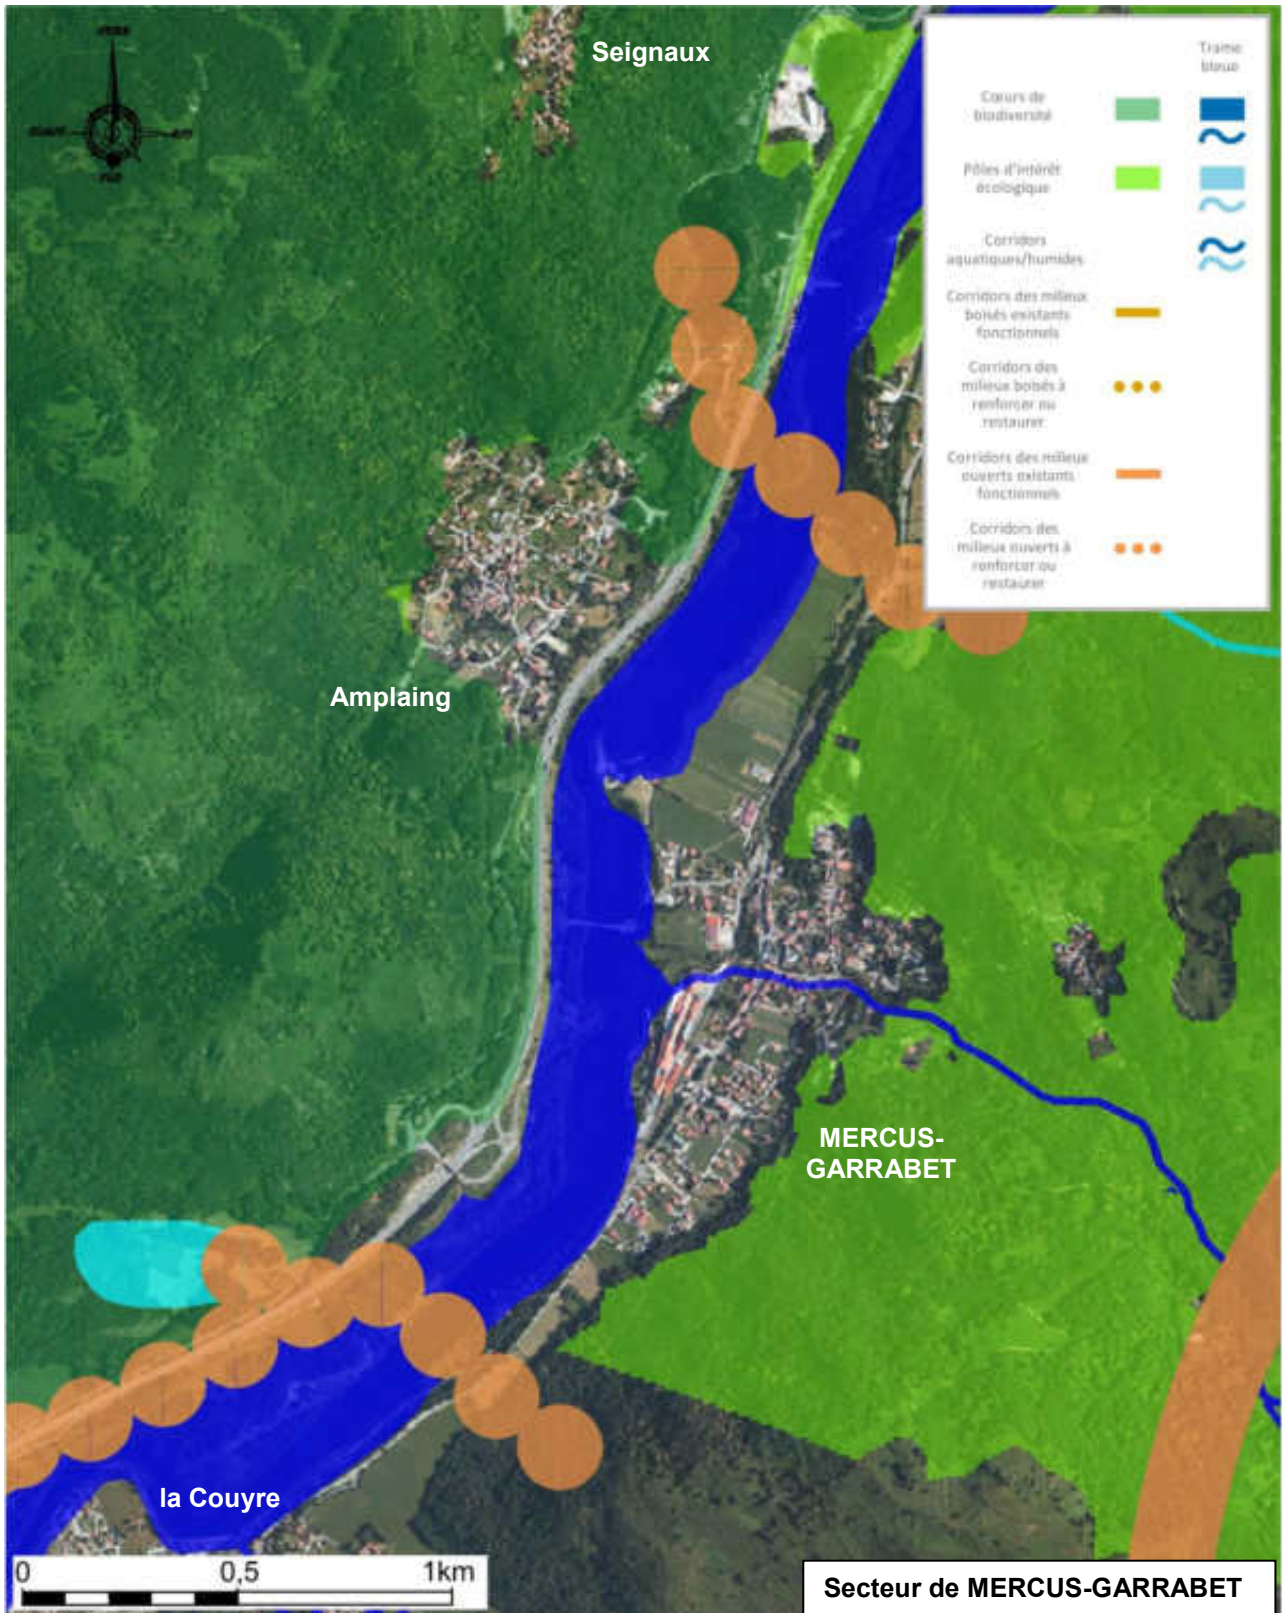 Seignaux
Trame
bleue
Cœurs de
biodiversité
Pôles d'intérêt
écologique
Corridors
aquatiques/humides
Corridors des milieux
boisés existants
fonctionnels
Corridors des
milieux boisés à
renforcer ou
restaurer
Corridors des milieux
ouverts existants
fonctionnels
Corridors des
milieux ouverts à
renforcer ou
restaurer
Amplaing
MERCUS-
GARRABET
la Couyre
0 0,5 1km
Secteur de MERCUS-GARRABET